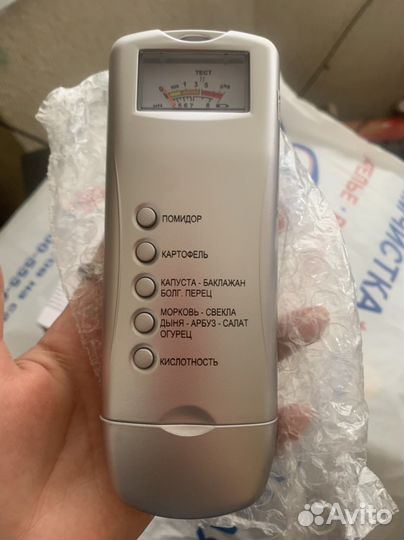 ТЕСТ
ПОМИДОР
КАРТОФЕЛЬ
КАПУСТА - БАКЛАЖАН
БОЛГ. ПЕРЕЦ
МОРКОВЬ - СВЕКЛА
ДЫНЯ - АРБУЗ - САЛАТ
ОГУРЕЦ
КИСЛОТНОСТЬ
Avito